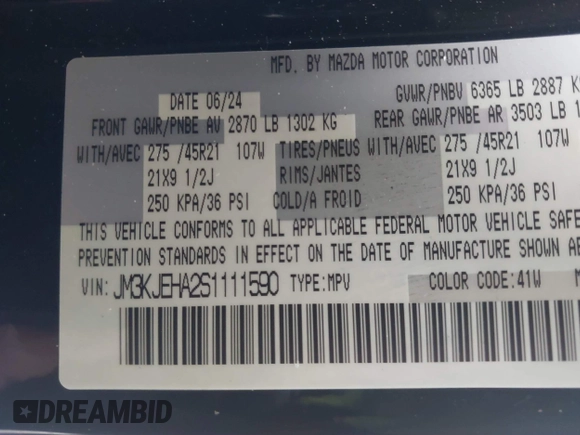 MFD. BY MAZDA MOTOR CORPORATION
DATE 06/24 GVWR/PNBV 6365 LB 2887 K
FRONT GAWR/PNBE AV 2870 LB 1302 KG REAR GAWR/PNBE AR 3503 LB 1
WITH/AVEC 275 /45R21 107W TIRES/PNEUS WITH/AVEC 275 /45R21 107W
21X9 1/2J RIMS/JANTES 21X9 1/2J
250 KPA/36 PSI COLD/A FROID 250 KPA/36 PSI
THIS VEHICLE CONFORMS TO ALL APPLICABLE FEDERAL MOTOR VEHICLE SAFE
PREVENTION STANDARDS IN EFFECT ON THE DATE OF MANUFACTURE SHOWN AB
VIN: JM3KJEHA2S1111590 TYPE:MPV COLOR CODE:41W
DREAMBID